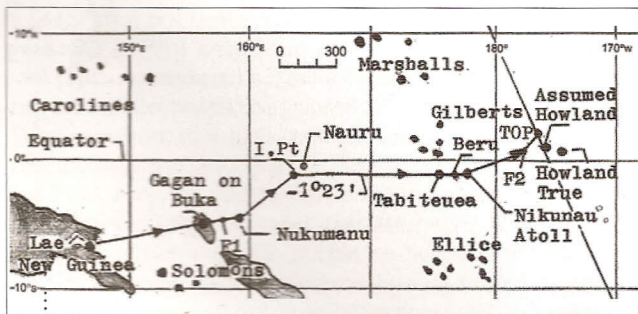 10°
150°E
160°E
0 300
180°
170°W
Marshalls
Carolines
Gilberts
Assumed
Howland
TOP
Nauru
Beru
Equator
I.Pt
0°
-1°23'
F2
Howland
True
Gagan on
Buka
Tabiteuea
Nikunau
Atoll
F1
Nukumanu
Lae
New Guinea
Solomons
Ellice
10°s